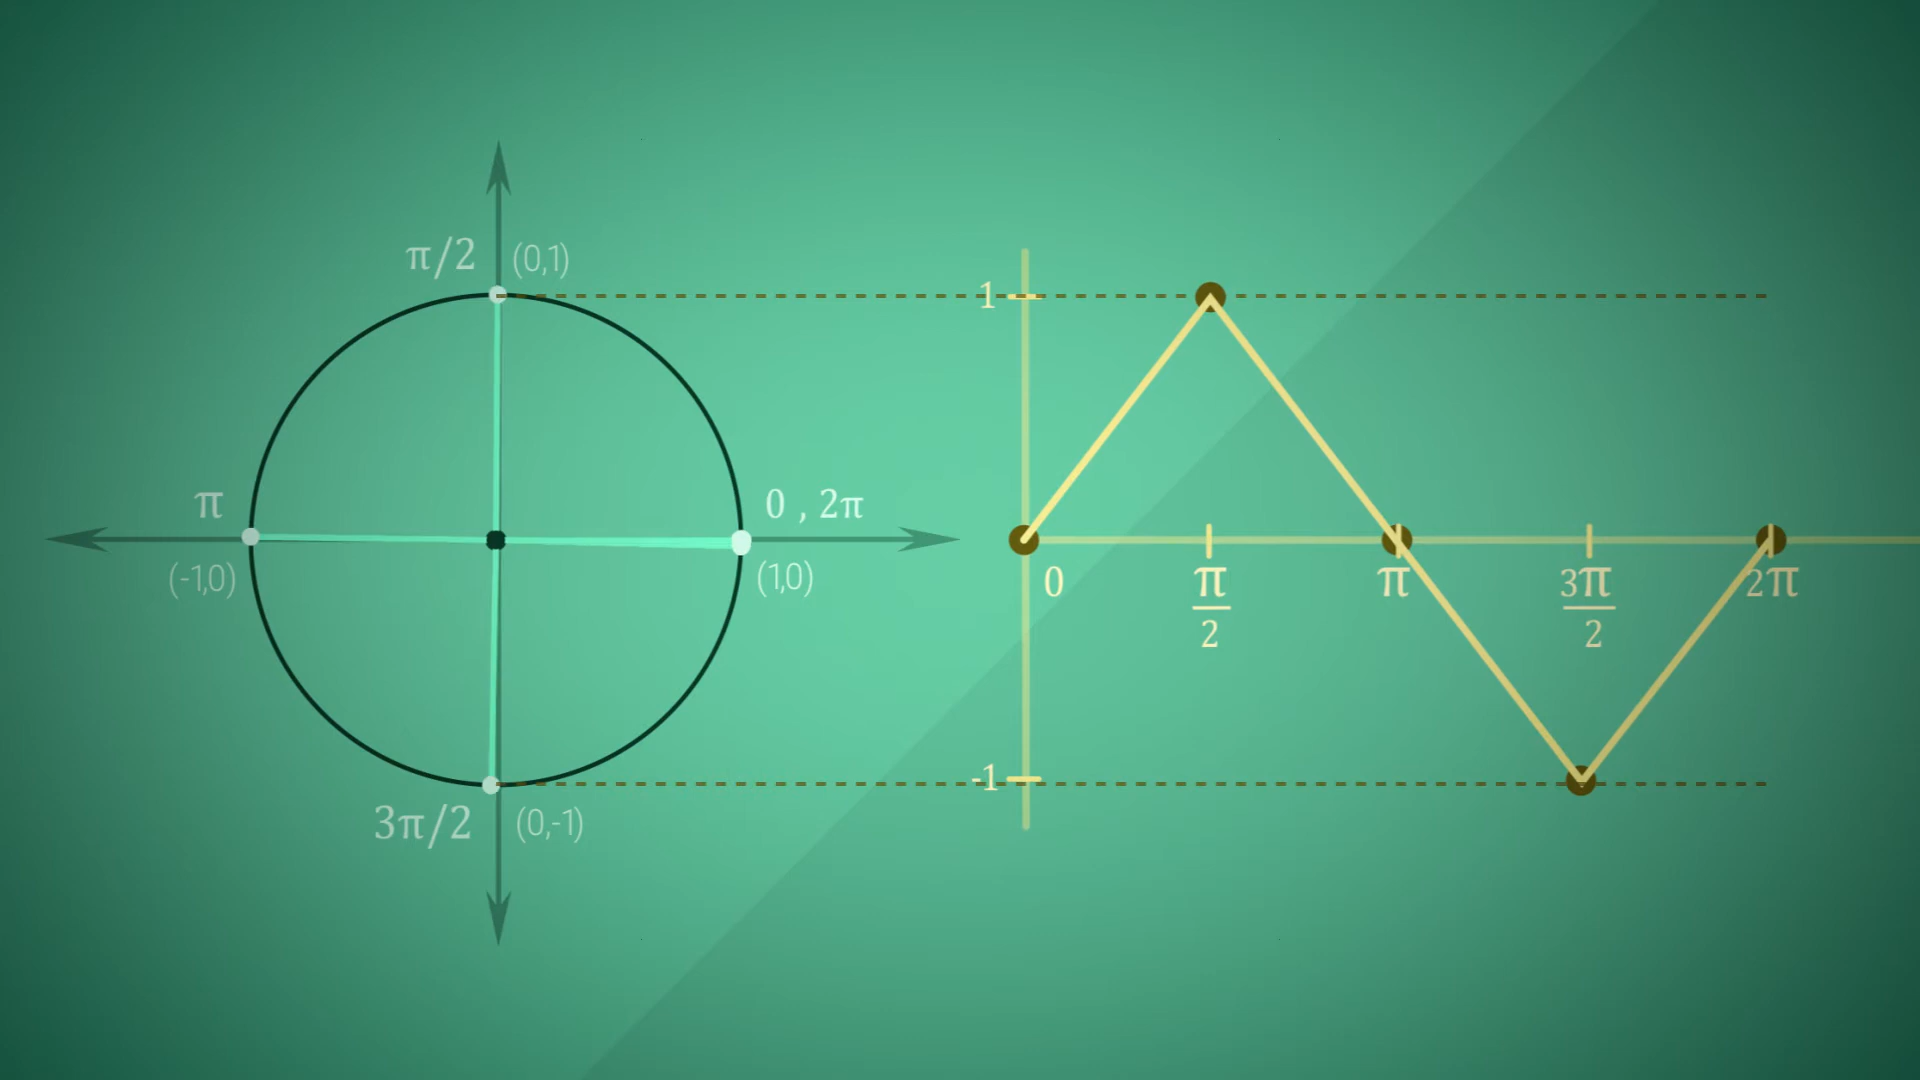 π/2 (0,1)
1
π
0 , 2π
(-1,0)
(1,0)
0
π/2
π
3π/2
2π
-1
3π/2 (0,-1)